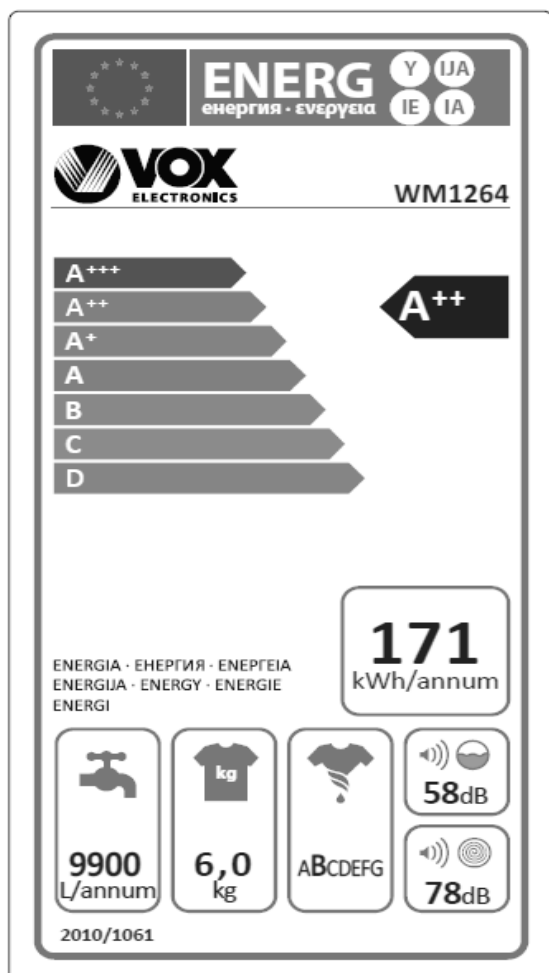 ENERG Y IJA
енергия · ενεργεια IE IA
VOX
ELECTRONICS
WM1264
A+++
A++
A++
A+
A
B
C
D
171
kWh/annum
ENERGIA · ЕНЕРГИЯ · ΕΝΕΡΓΕΙΑ
ENERGIJA · ENERGY · ENERGIE
ENERGI
kg
58dB
9900
L/annum
6,0
kg
ABCDEFG
78dB
2010/1061